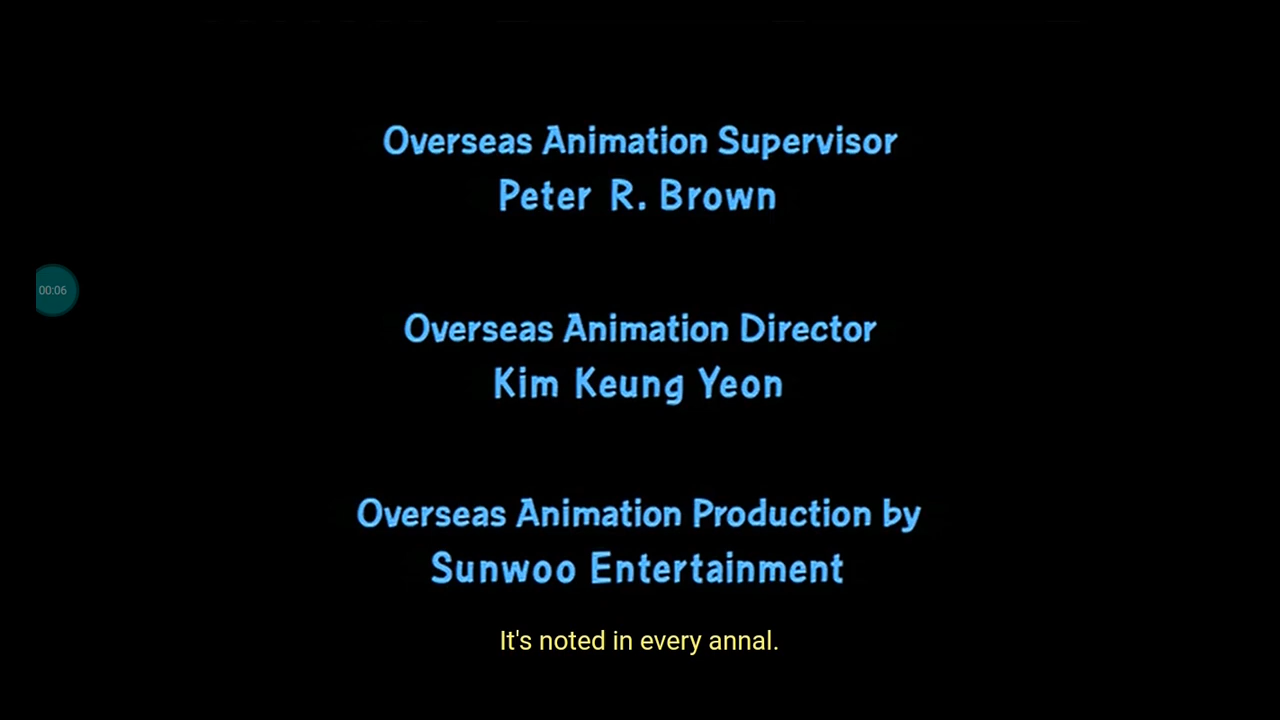 Overseas Animation Supervisor
Peter R. Brown
00:06
Overseas Animation Director
Kim Keung Yeon
Overseas Animation Production by
Sunwoo Entertainment
It's noted in every annal.